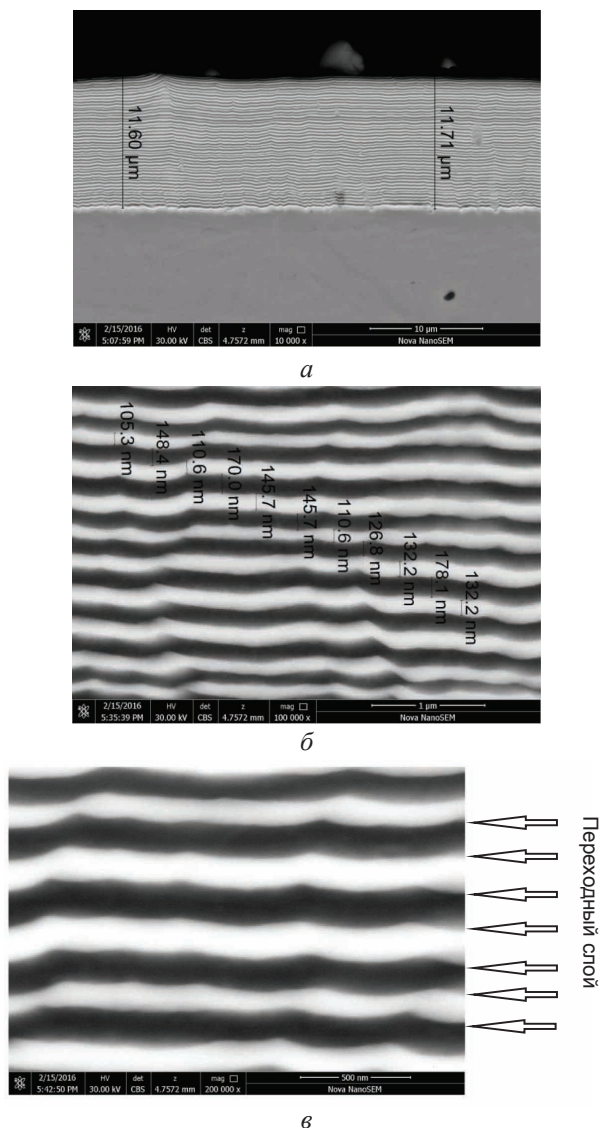 11.60 µm
11.71 µm
2/15/2016 HV det z mag □ 10 µm
5:07:59 PM 30.00 kV CBS 4.7572 mm 10 000 x Nova NanoSEM
а
105.3 nm
148.4 nm
110.6 nm
170.0 nm
145.7 nm
145.7 nm
110.6 nm
126.8 nm
132.2 nm
178.1 nm
132.2 nm
2/15/2016 HV det z mag □ 1 µm
5:35:39 PM 30.00 kV CBS 4.7572 mm 100 000 x Nova NanoSEM
б
Переходный слой
2/15/2016 HV det z mag □ 500 nm
5:42:50 PM 30.00 kV CBS 4.7572 mm 200 000 x Nova NanoSEM
в